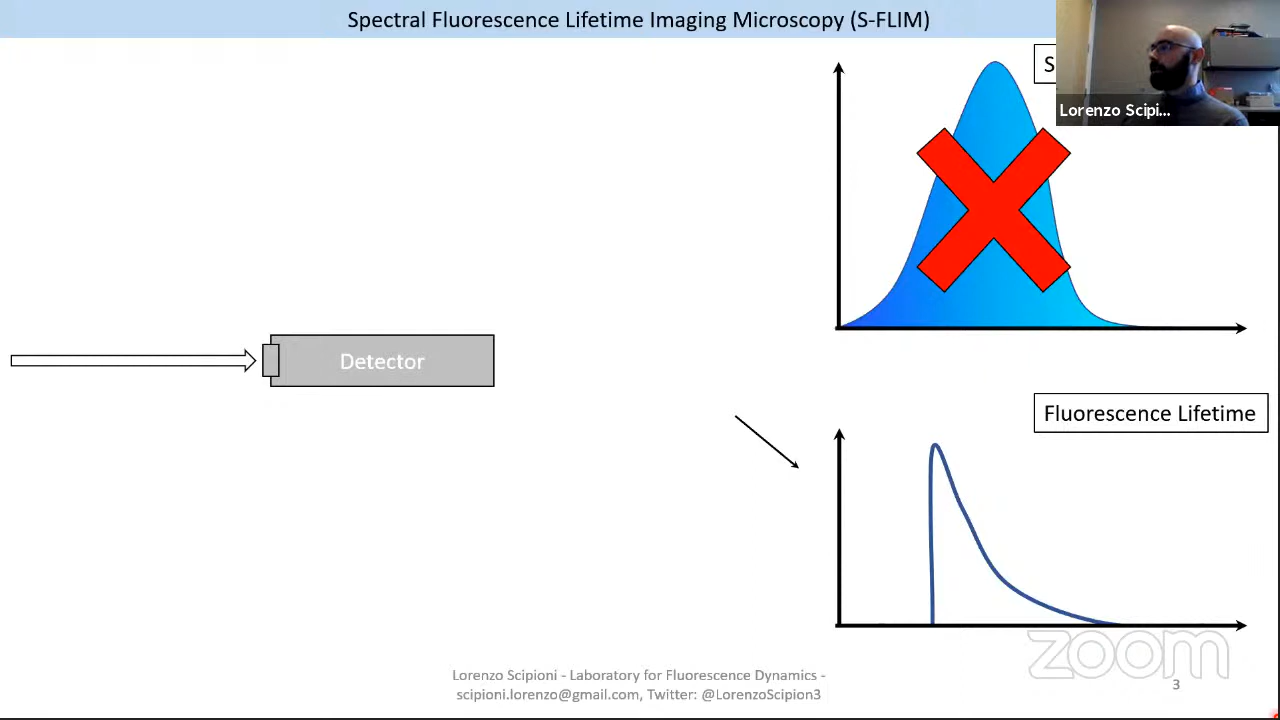 Spectral Fluorescence Lifetime Imaging Microscopy (S-FLIM)
S
Lorenzo Scipi...
Detector
Fluorescence Lifetime
zoom
Lorenzo Scipioni - Laboratory for Fluorescence Dynamics -
scipioni.lorenzo@gmail.com, Twitter: @LorenzoScipion3
3